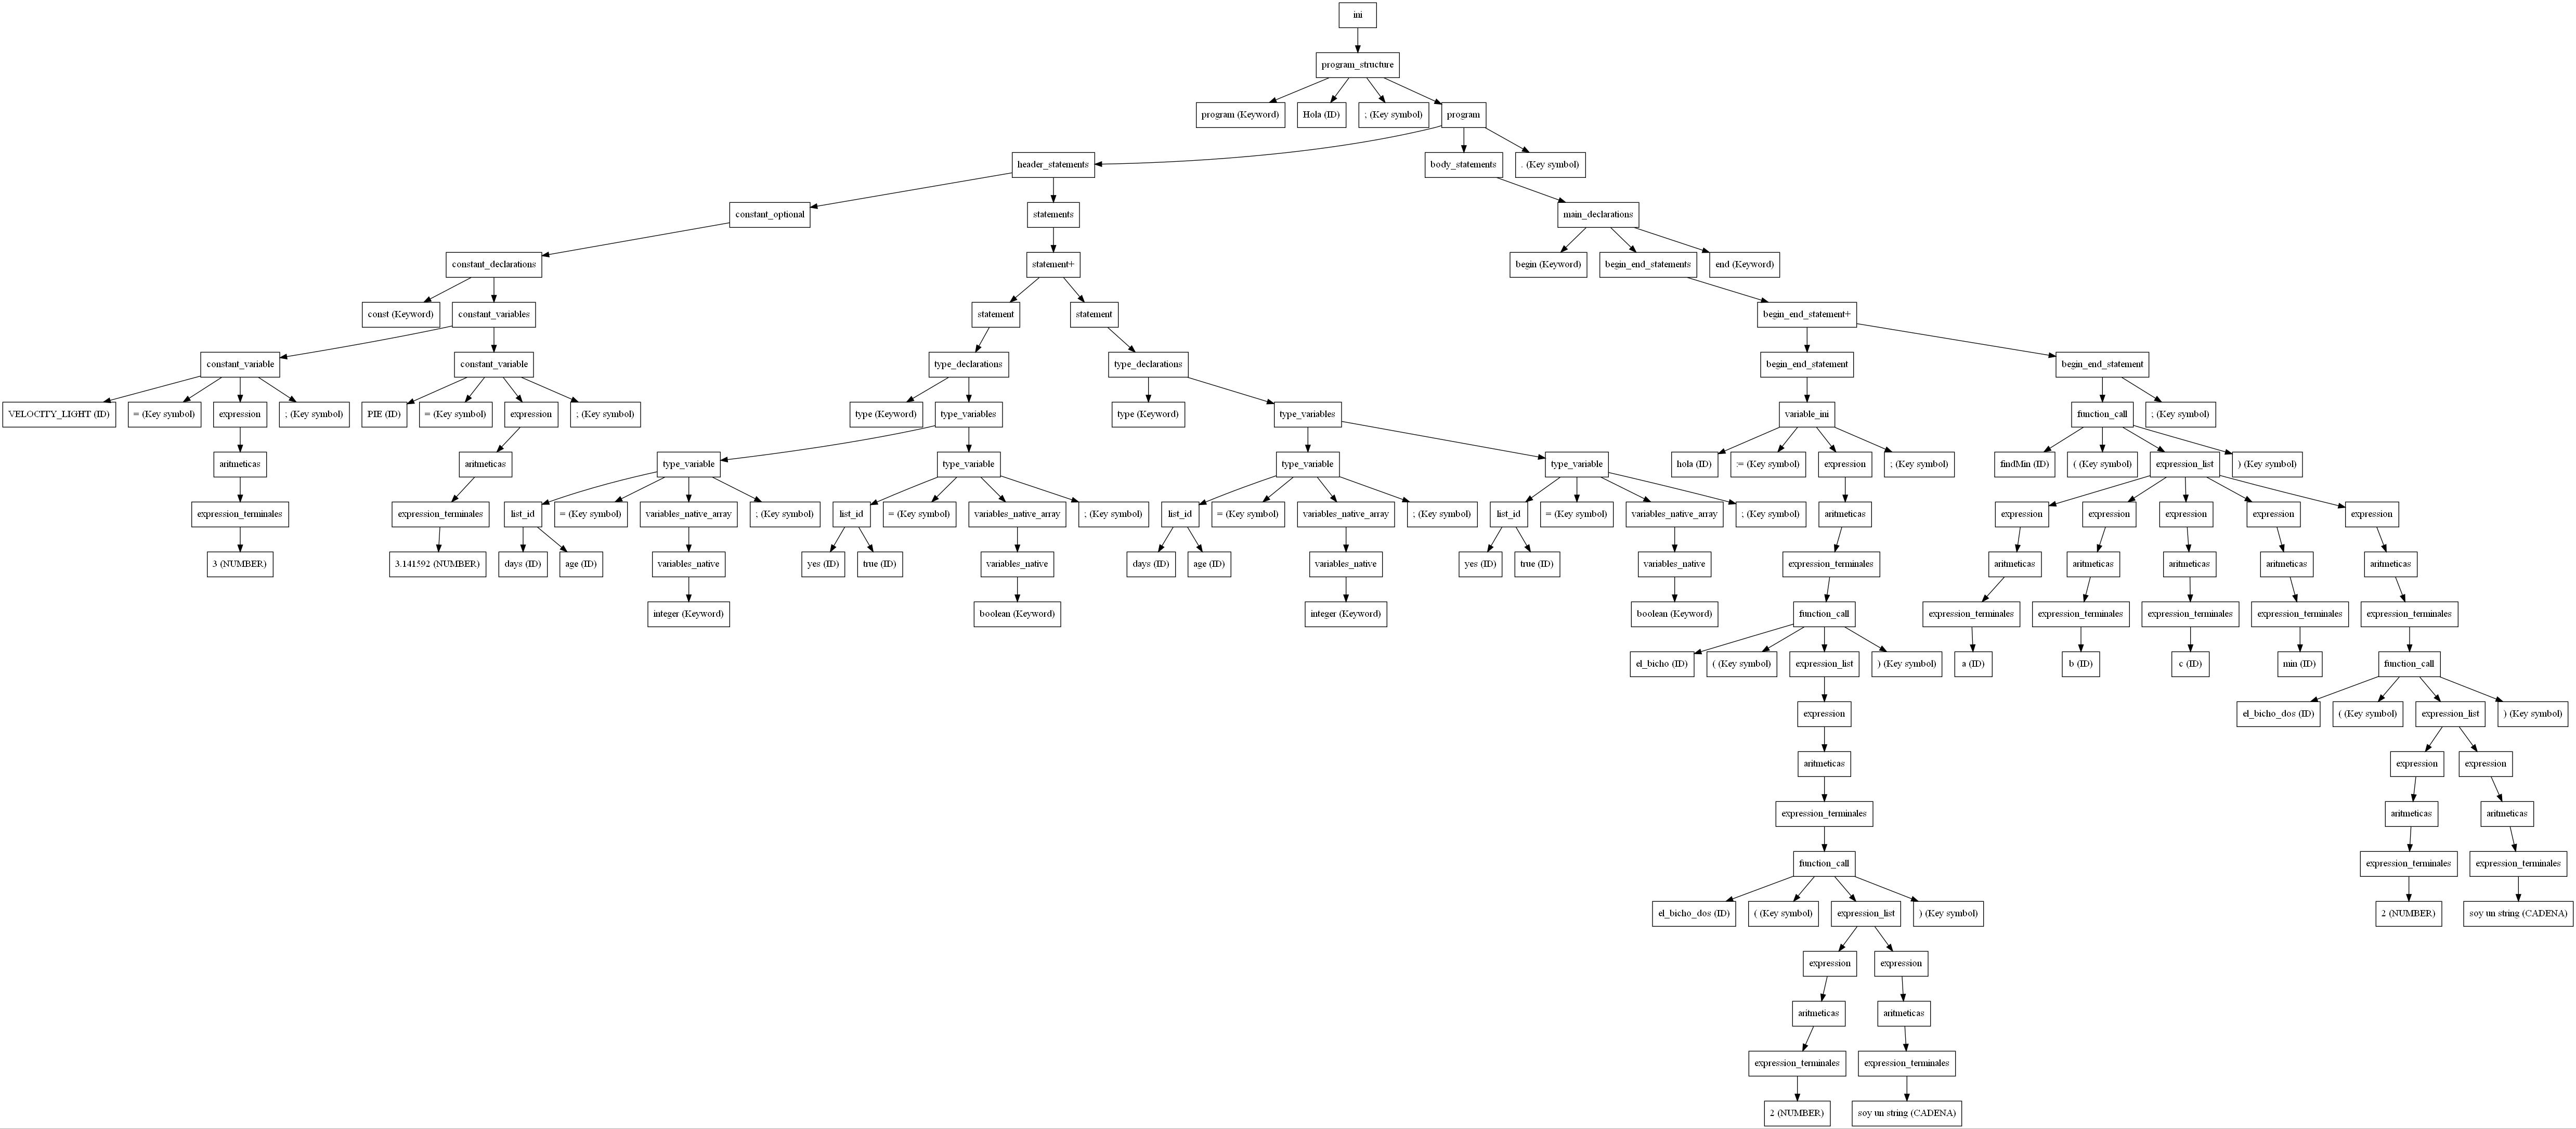 ini
program_structure
program (Keyword) Hola (ID) ; (Key symbol) program
header_statements body_statements . (Key symbol)
constant_optional statements main_declarations
constant_declarations statement+ begin (Keyword) begin_end_statements end (Keyword)
const (Keyword) constant_variables statement statement begin_end_statement+
constant_variable constant_variable type_declarations type_declarations begin_end_statement begin_end_statement
VELOCITY_LIGHT (ID) = (Key symbol) expression ; (Key symbol) PIE (ID) = (Key symbol) expression ; (Key symbol) type (Keyword) type_variables type (Keyword) type_variables variable_ini function_call ; (Key symbol)
aritmeticas aritmeticas type_variable type_variable type_variable type_variable hola (ID) := (Key symbol) expression ; (Key symbol) findMin (ID) ( (Key symbol) expression_list ) (Key symbol)
expression_terminales expression_terminales list_id = (Key symbol) variables_native_array ; (Key symbol) list_id = (Key symbol) variables_native_array ; (Key symbol) list_id = (Key symbol) variables_native_array ; (Key symbol) list_id = (Key symbol) variables_native_array ; (Key symbol) aritmeticas expression expression expression expression expression
3 (NUMBER) 3.141592 (NUMBER) days (ID) age (ID) variables_native yes (ID) true (ID) variables_native days (ID) age (ID) variables_native yes (ID) true (ID) variables_native expression_terminales aritmeticas aritmeticas aritmeticas aritmeticas aritmeticas
integer (Keyword) boolean (Keyword) integer (Keyword) boolean (Keyword) function_call expression_terminales expression_terminales expression_terminales expression_terminales expression_terminales
el_bicho (ID) ( (Key symbol) expression_list ) (Key symbol) a (ID) b (ID) c (ID) min (ID) function_call
expression el_bicho_dos (ID) ( (Key symbol) expression_list ) (Key symbol)
aritmeticas expression expression
expression_terminales aritmeticas aritmeticas
function_call expression_terminales expression_terminales
el_bicho_dos (ID) ( (Key symbol) expression_list ) (Key symbol) 2 (NUMBER) soy un string (CADENA)
expression expression
aritmeticas aritmeticas
expression_terminales expression_terminales
2 (NUMBER) soy un string (CADENA)